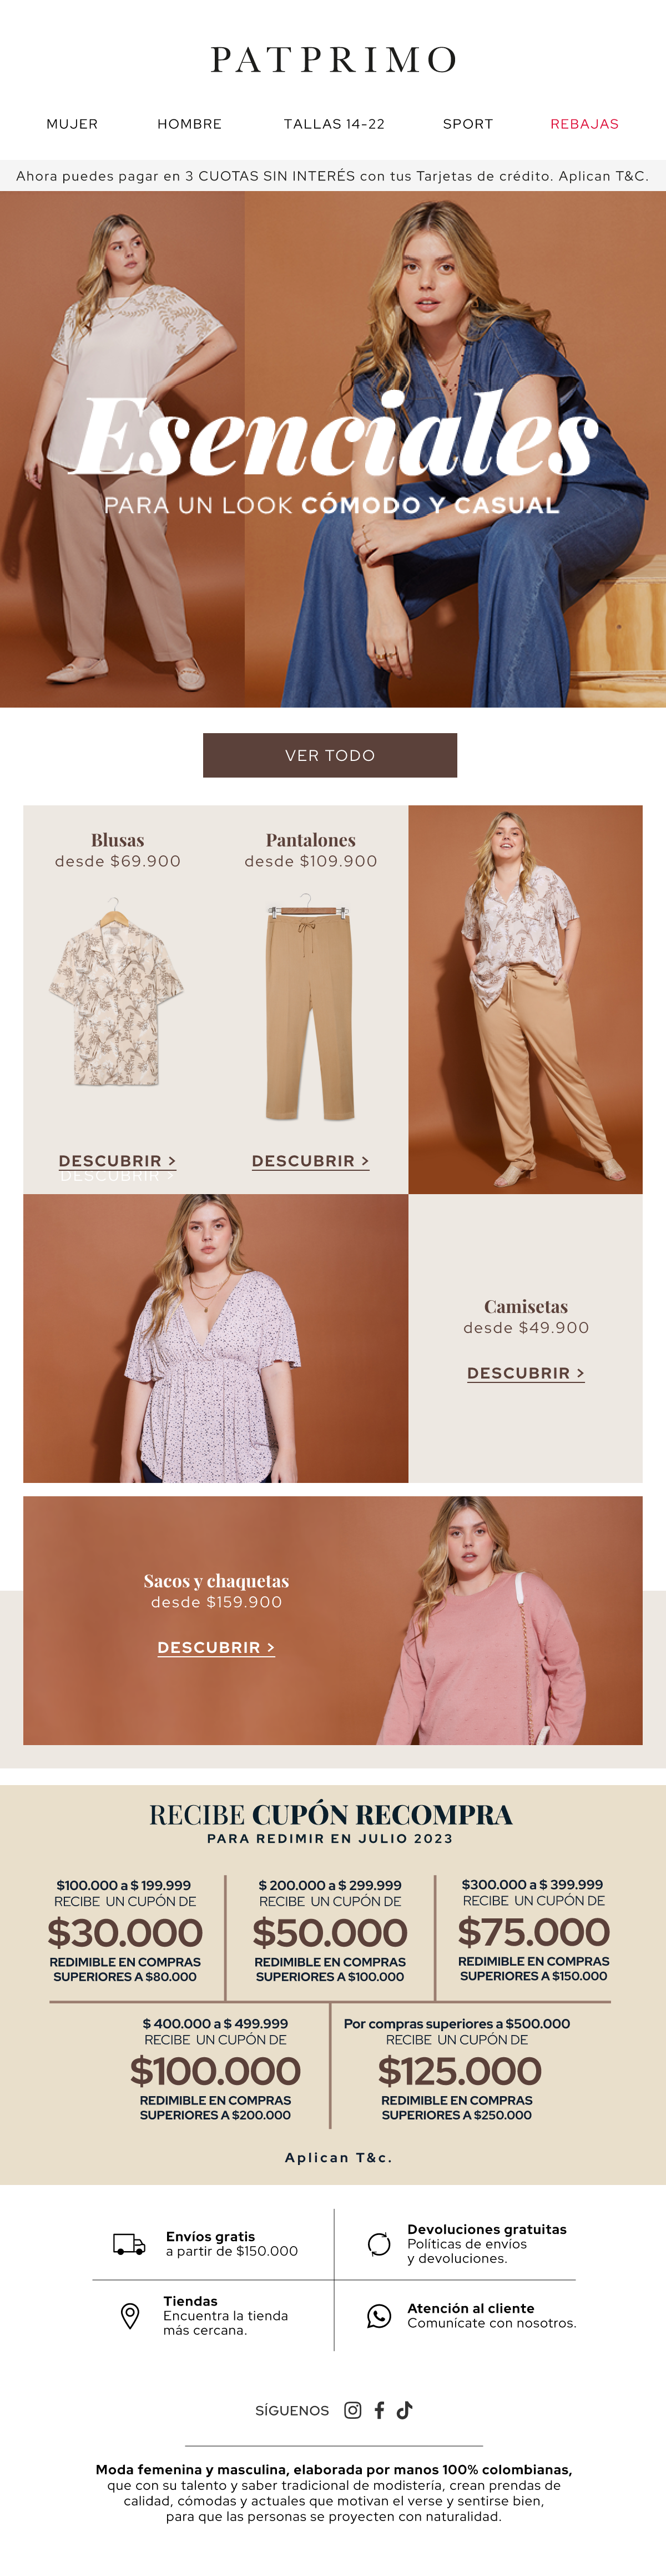 PATPRIMO
MUJER HOMBRE TALLAS 14-22 SPORT REBAJAS
Ahora puedes pagar en 3 CUOTAS SIN INTERÉS con tus Tarjetas de crédito. Aplican T&C.
Esenciales
PARA UN LOOK CÓMODO Y CASUAL
VER TODO
Blusas
desde $69.900
DESCUBRIR >
DESCUBRIR >
Pantalones
desde $109.900
DESCUBRIR >
Camisetas
desde $49.900
DESCUBRIR >
Sacos y chaquetas
desde $159.900
DESCUBRIR >
RECIBE CUPÓN RECOMPRA
PARA REDIMIR EN JULIO 2023
$100.000 a $ 199.999
RECIBE UN CUPÓN DE
$30.000
REDIMIBLE EN COMPRAS
SUPERIORES A $80.000
$ 200.000 a $ 299.999
RECIBE UN CUPÓN DE
$50.000
REDIMIBLE EN COMPRAS
SUPERIORES A $100.000
$300.000 a $ 399.999
RECIBE UN CUPÓN DE
$75.000
REDIMIBLE EN COMPRAS
SUPERIORES A $150.000
$ 400.000 a $ 499.999
RECIBE UN CUPÓN DE
$100.000
REDIMIBLE EN COMPRAS
SUPERIORES A $200.000
Por compras superiores a $500.000
RECIBE UN CUPÓN DE
$125.000
REDIMIBLE EN COMPRAS
SUPERIORES A $250.000
Aplican T&c.
Envíos gratis
a partir de $150.000
Devoluciones gratuitas
Políticas de envíos
y devoluciones.
Tiendas
Encuentra la tienda
más cercana.
Atención al cliente
Comunícate con nosotros.
SÍGUENOS
Moda femenina y masculina, elaborada por manos 100% colombianas,
que con su talento y saber tradicional de modistería, crean prendas de
calidad, cómodas y actuales que motivan el verse y sentirse bien,
para que las personas se proyecten con naturalidad.